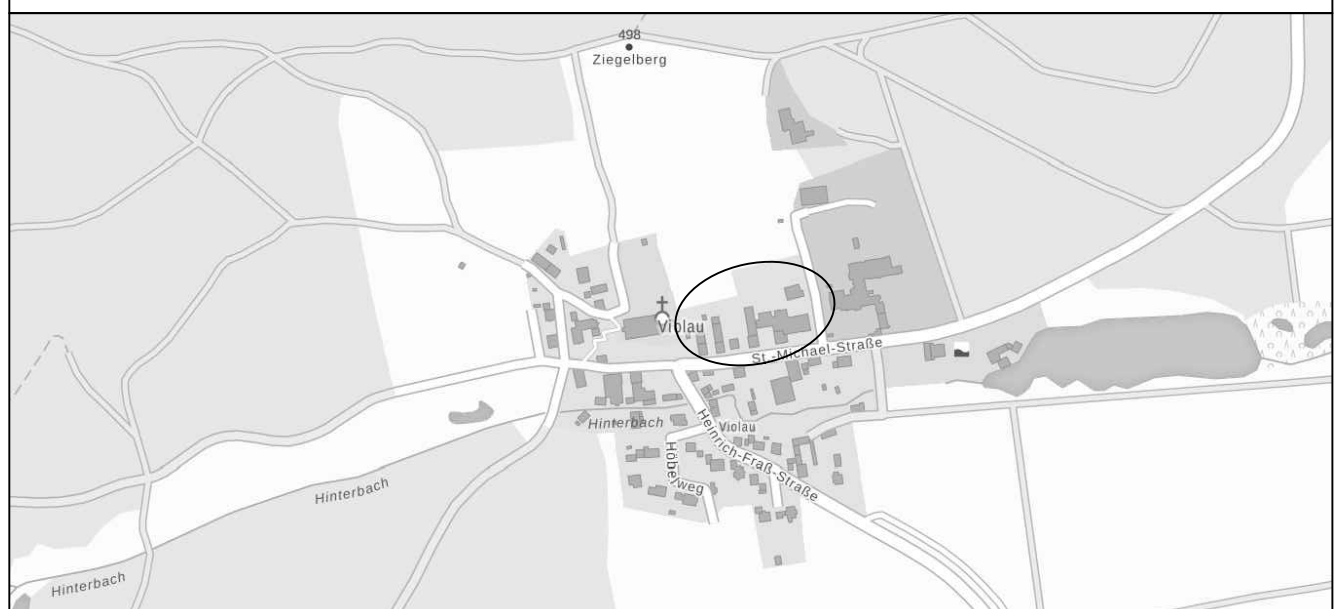 498
Ziegelberg
Violau
St.-Michael-Straße
Hinterbach
Violau
Heinrich-Fraß-Straße
Höbelweg
Hinterbach
Hinterbach